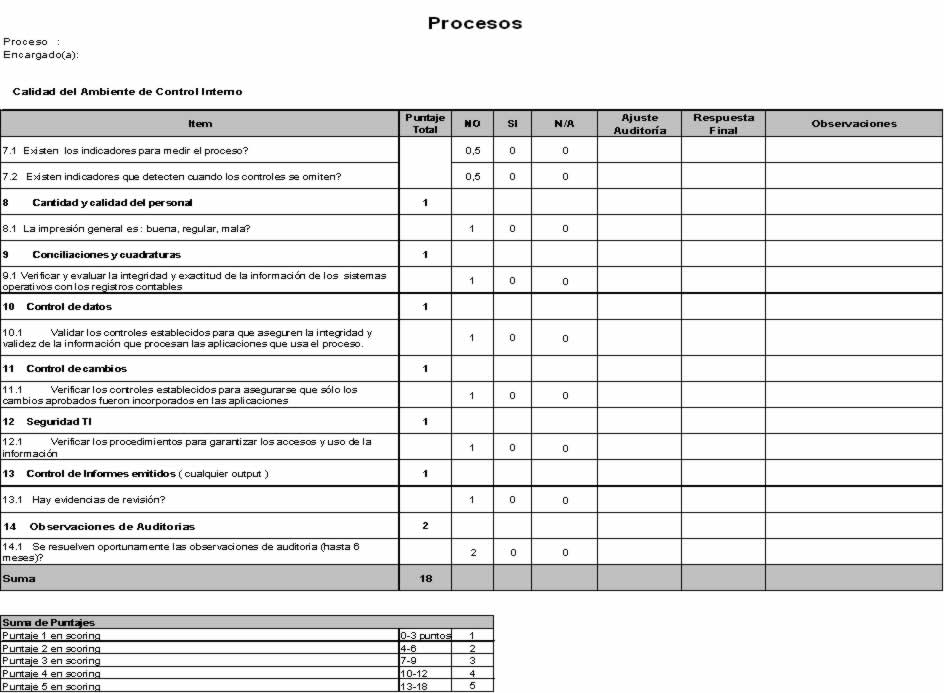 Procesos
Proceso :
Encargado(a):
Calidad del Ambiente de Control Interno
Item Puntaje Total NO SI N/A Ajuste Auditoría Respuesta Final Observaciones
7.1 Existen los indicadores para medir el proceso? 0,5 0 0
7.2 Existen indicadores que detecten cuando los controles se omiten? 0,5 0 0
8 Cantidad y calidad del personal 1
8.1 La impresión general es : buena, regular, mala? 1 0 0
9 Conciliaciones y cuadraturas 1
9.1 Verificar y evaluar la integridad y exactitud de la información de los sistemas
operativos con los registros contables 1 0 0
10 Control de datos 1
10.1 Validar los controles establecidos para que aseguren la integridad y
validez de la información que procesan las aplicaciones que usa el proceso. 1 0 0
11 Control de cambios 1
11.1 Verificar los controles establecidos para asegurarse que sólo los
cambios aprobados fueron incorporados en las aplicaciones 1 0 0
12 Seguridad TI 1
12.1 Verificar los procedimientos para garantizar los accesos y uso de la
información 1 0 0
13 Control de Informes emitidos ( cualquier output ) 1
13.1 Hay evidencias de revisión? 1 0 0
14 Observaciones de Auditorias 2
14.1 Se resuelven oportunamente las observaciones de auditoria (hasta 6
meses)? 2 0 0
Suma 18
Suma de Puntajes
Puntaje 1 en scoring 0-3 puntos 1
Puntaje 2 en scoring 4-6 2
Puntaje 3 en scoring 7-9 3
Puntaje 4 en scoring 10-12 4
Puntaje 5 en scoring 13-18 5